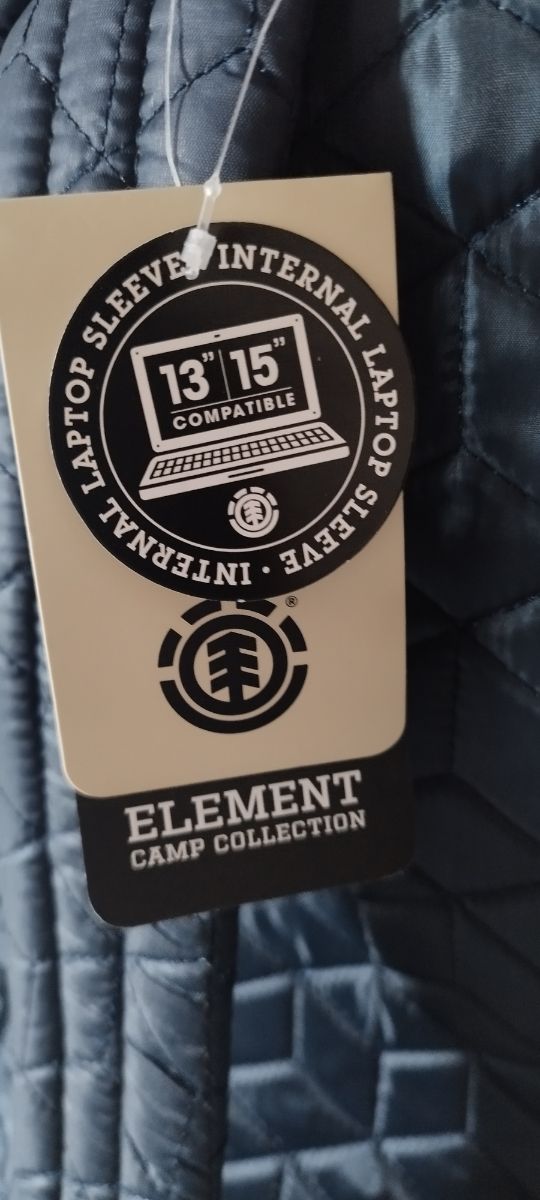 INTERNAL LAPTOP SLEEVE • INTERNAL LAPTOP SLEEVE
13" 15"
COMPATIBLE
®
ELEMENT
CAMP COLLECTION